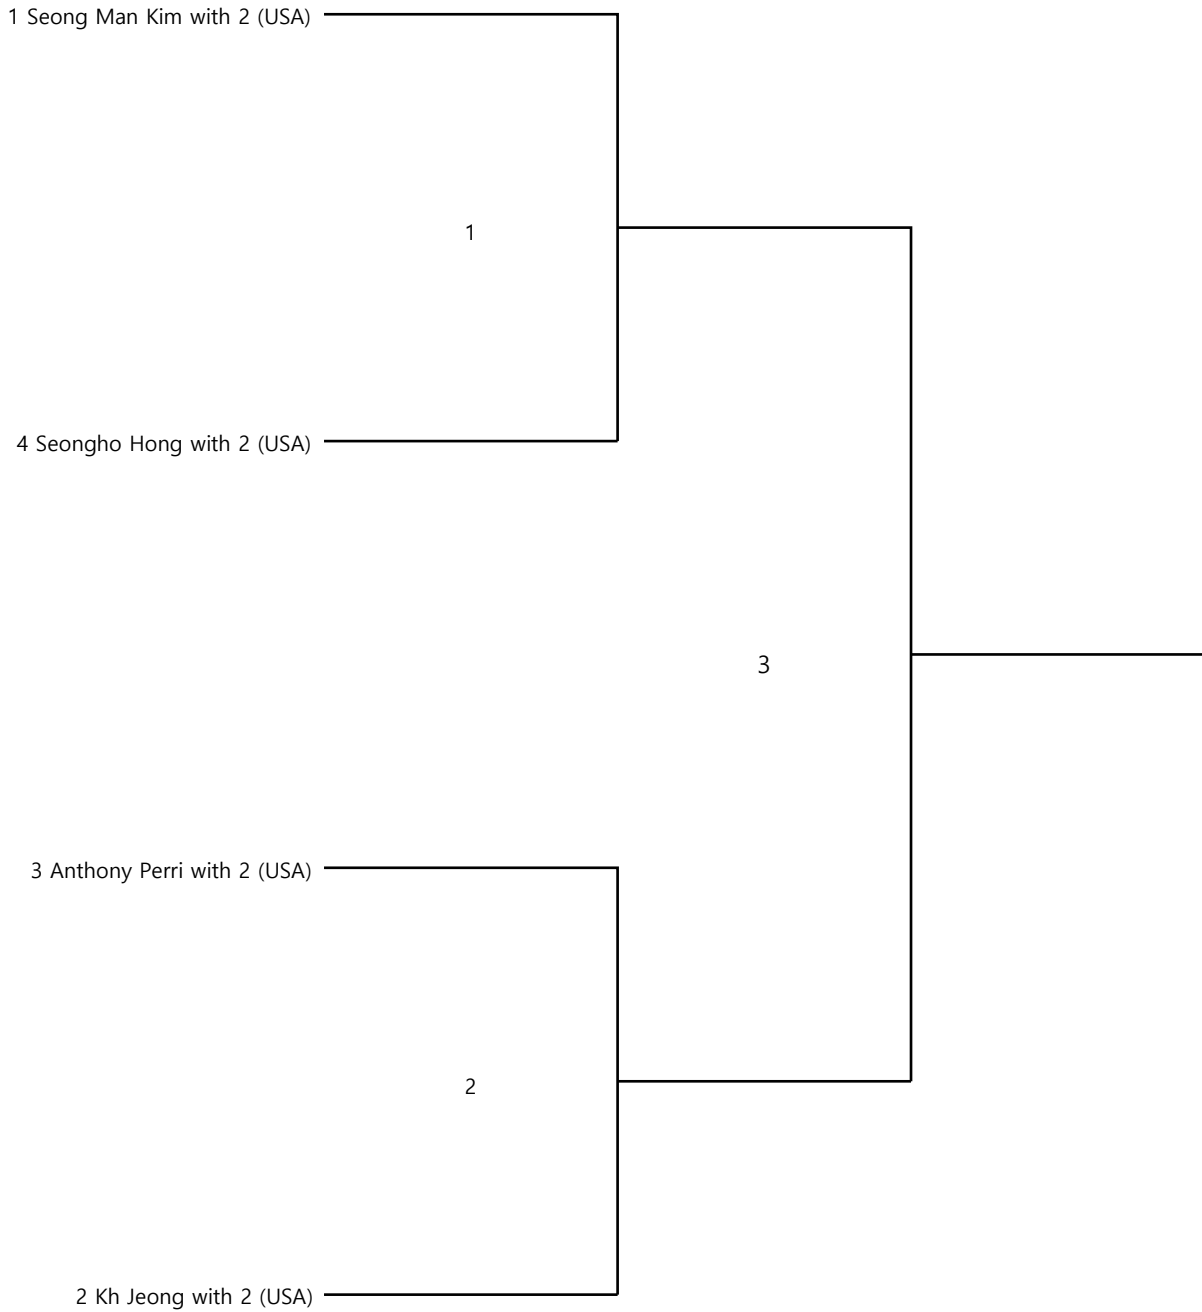 1 Seong Man Kim with 2 (USA)
1
4 Seongho Hong with 2 (USA)
3
3 Anthony Perri with 2 (USA)
2
2 Kh Jeong with 2 (USA)